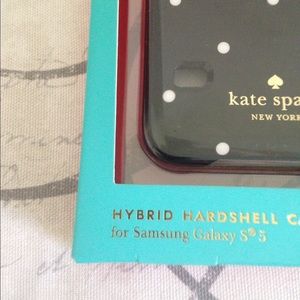 kate spa
NEW YORK
HYBRID HARDSHELL CA
for Samsung Galaxy S® 5